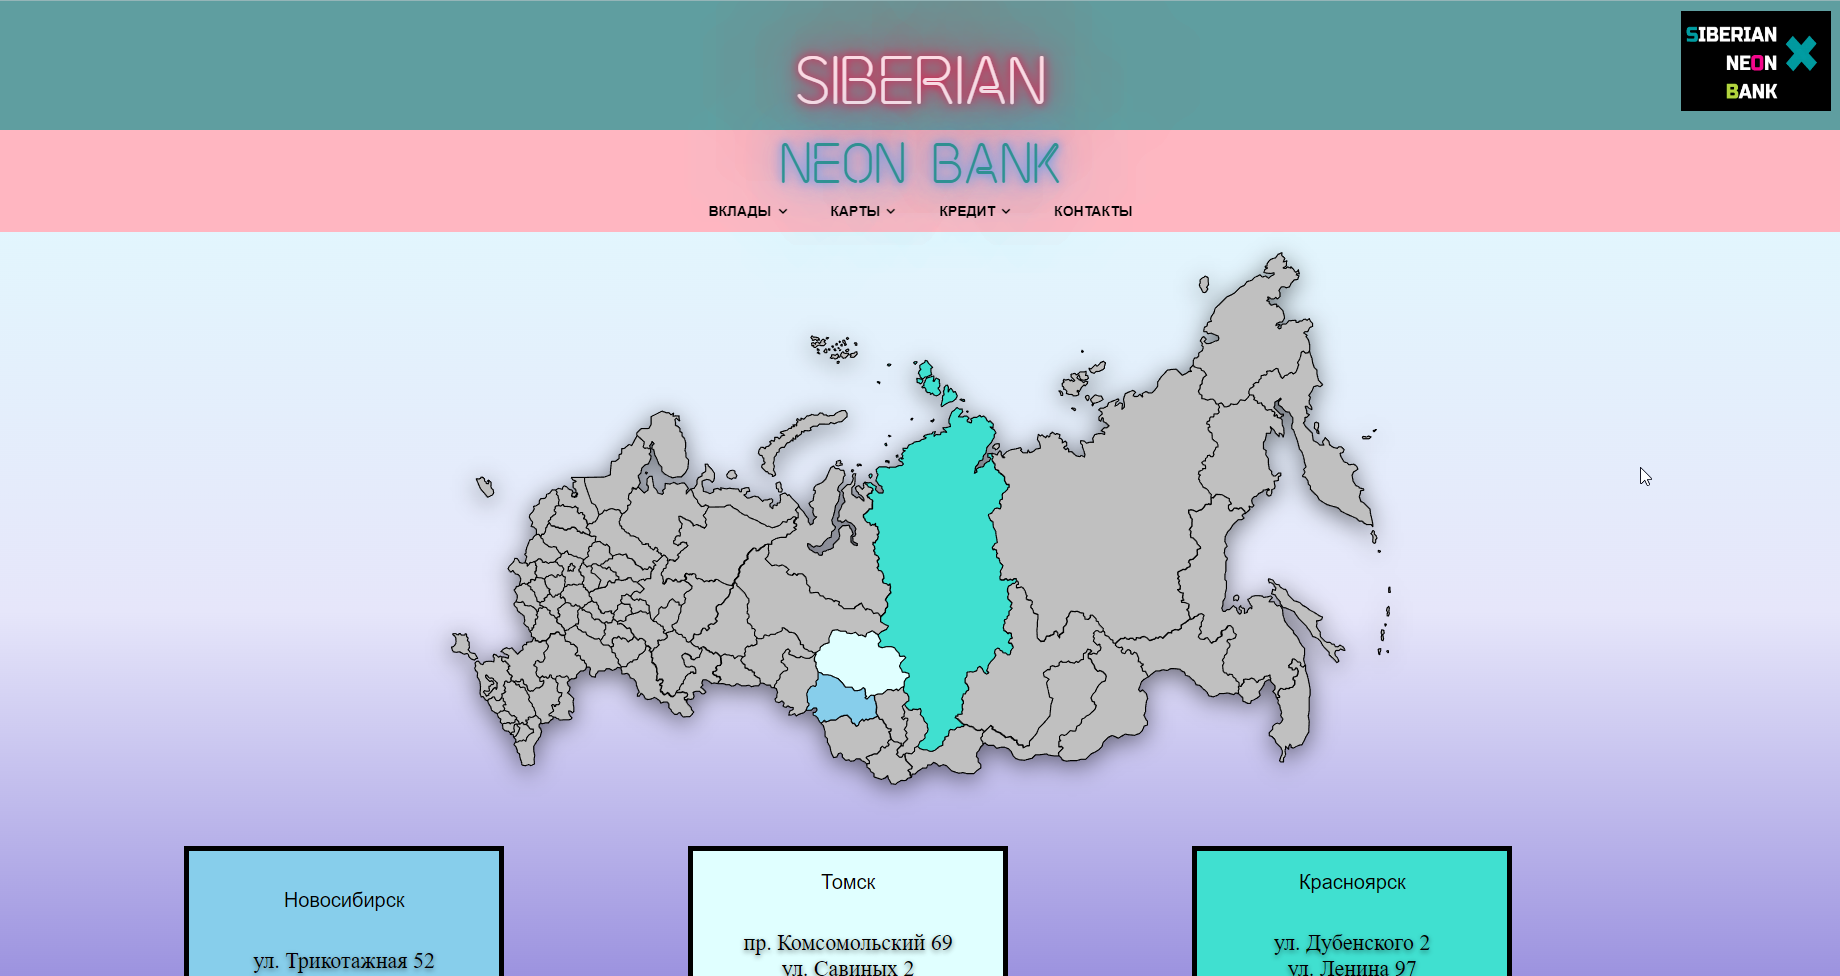 SIBERIAN
NEON BANK
SIBERIAN
NEON
BANK
ВКЛАДЫ
КАРТЫ
КРЕДИТ
КОНТАКТЫ
Новосибирск
ул. Трикотажная 52
Томск
пр. Комсомольский 69
ул. Савиных 2
Красноярск
ул. Дубенского 2
ул. Ленина 97